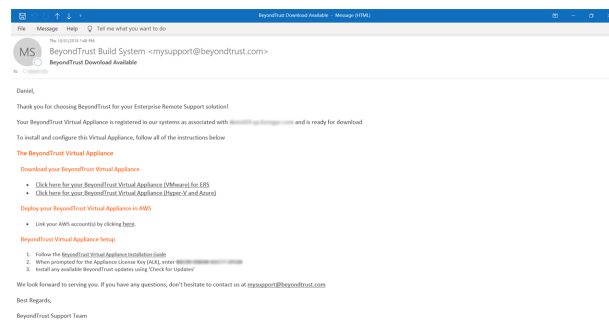 BeyondTrust Download Available - Message (HTML)
File Message Help Tell me what you want to do
Thu 10/31/2019 1:48 PM
MS
BeyondTrust Build System <mysupport@beyondtrust.com>
BeyondTrust Download Available
To
Daniel,
Thank you for choosing BeyondTrust for your Enterprise Remote Support solution!
Your BeyondTrust Virtual Appliance is registered in our systems as associated with and is ready for download
To install and configure this Virtual Appliance, follow all of the instructions below
The BeyondTrust Virtual Appliance
Download your BeyondTrust Virtual Appliance
• Click here for your BeyondTrust Virtual Appliance (VMware) for ERS
• Click here for your BeyondTrust Virtual Appliance (Hyper-V and Azure)
Deploy your BeyondTrust Virtual Appliance in AWS
• Link your AWS account(s) by clicking here.
BeyondTrust Virtual Appliance Setup
1. Follow the BeyondTrust Virtual Appliance Installation Guide
2. When prompted for the Appliance License Key (ALK), enter
3. Install any available BeyondTrust updates using 'Check for Updates'
We look forward to serving you. If you have any questions, don't hesitate to contact us at mysupport@beyondtrust.com
Best Regards,
BeyondTrust Support Team